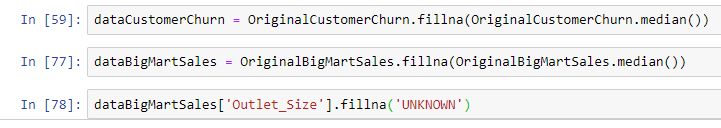 In [59]: dataCustomerChurn = OriginalCustomerChurn.fillna(OriginalCustomerChurn.median())
In [77]: dataBigMartSales = OriginalBigMartSales.fillna(OriginalBigMartSales.median())
In [78]: dataBigMartSales['Outlet_Size'].fillna('UNKNOWN')